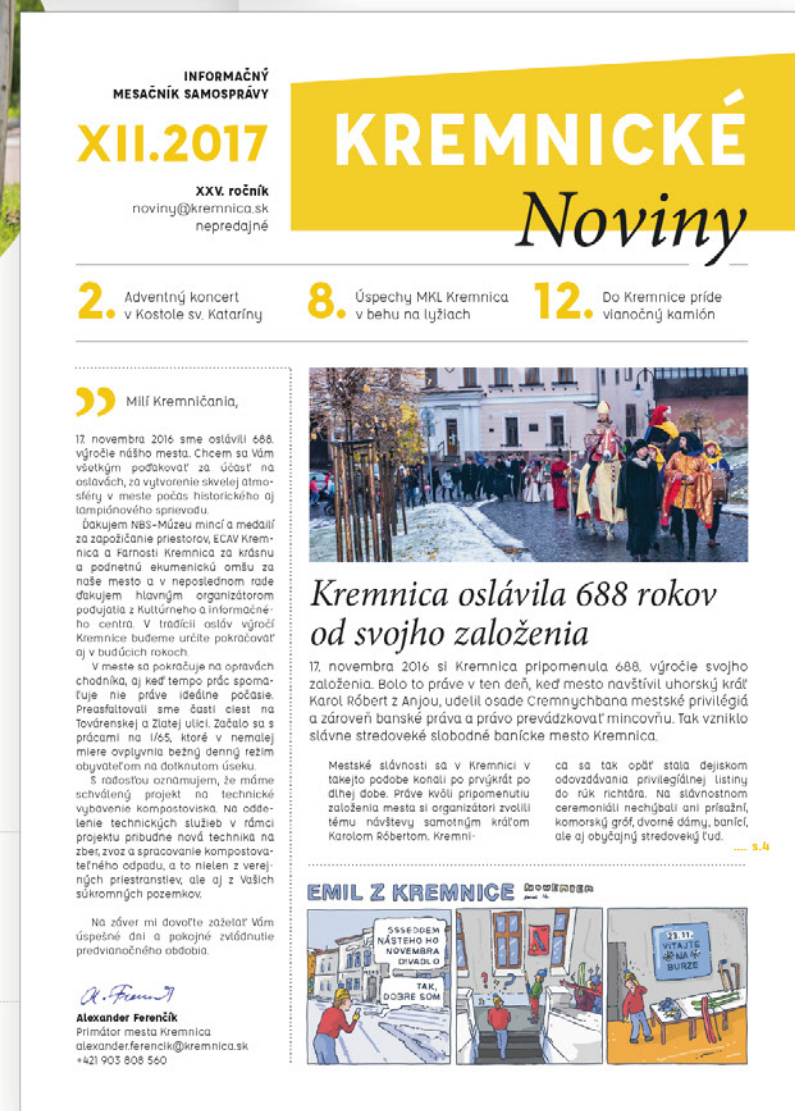 INFORMAČNÝ
MESAČNÍK SAMOSPRÁVY
XII.2017
XXV. ročník
noviny@kremnica.sk
nepredajné
KREMNICKÉ
Noviny
2. Adventný koncert
v Kostole sv. Kataríny
8. Úspechy MKL Kremnica
v behu na lyžiach
12. Do Kremnice príde
vianočný kamión
Milí Kremničania,
17. novembra 2016 sme oslávili 688.
výročie nášho mesta. Chcem sa Vám
všetkým poďakovať za účasť na
oslavách, za vytvorenie skvelej atmo-
sféry v meste počas historického aj
lampiónového sprievodu.
Ďakujem NBS-Múzeu mincí a medailí
za zapožičanie priestorov, ECAV Krem-
nica a Farnosti Kremnica za krásnu
a podnetnú ekumenickú omšu za
naše mesto a v neposlednom rade
ďakujem hlavným organizátorom
podujatia z Kultúrneho a informačné-
ho centra. V tradícii osláv výročí
Kremnice budeme určite pokračovať
aj v budúcich rokoch.
V meste sa pokračuje na opravách
chodníka, aj keď tempo prác spoma-
ľuje nie práve ideálne počasie.
Preasfaltovali sme časti ciest na
Továrenskej a Zlatej ulici. Začalo sa s
prácami na I/65, ktoré v nemalej
miere ovplyvnia bežný denný režim
obyvateľom na dotknutom úseku.
S radosťou oznamujem, že máme
schválený projekt na technické
vybavenie kompostoviska. Na odde-
lenie technických služieb v rámci
projektu pribudne nová technika na
zber, zvoz a spracovanie kompostova-
teľného odpadu, a to nielen z verej-
ných priestranstiev, ale aj z Vašich
súkromných pozemkov.
Na záver mi dovoľte zaželať Vám
úspešné dni a pokojné zvládnutie
predvianočného obdobia.
Alexander Ferenčík
Primátor mesta Kremnica
alexander.ferencik@kremnica.sk
+421 903 808 560
Kremnica oslávila 688 rokov
od svojho založenia
17. novembra 2016 si Kremnica pripomenula 688. výročie svojho
založenia. Bolo to práve v ten deň, keď mesto navštívil uhorský kráľ
Karol Róbert z Anjou, udelil osade Cremnychbana mestské privilégiá
a zároveň banské práva a právo prevádzkovať mincovňu. Tak vzniklo
slávne stredoveké slobodné banícke mesto Kremnica.
Mestské slávnosti sa v Kremnici v
takejto podobe konali po prvýkrát po
dlhej dobe. Práve kvôli pripomenutiu
založenia mesta si organizátori zvolili
tému návštevy samotným kráľom
Karolom Róbertom. Kremni-
ca sa tak opäť stala dejiskom
odovzdávania privilegiálnej listiny
do rúk richtára. Na slávnostnom
ceremoniáli nechýbali ani prísažní,
komorský gróf, dvorné dámy, baníci,
ale aj obyčajný stredoveký ľud.
.... s.4
EMIL Z KREMNICE NOVEMBER
SSSEDDEM
NÁSTEHO HO
NOVEMBRA
DIVADLO
TAK,
DOBRE SOM
23.11.
VITAJTE
NA
BURZE